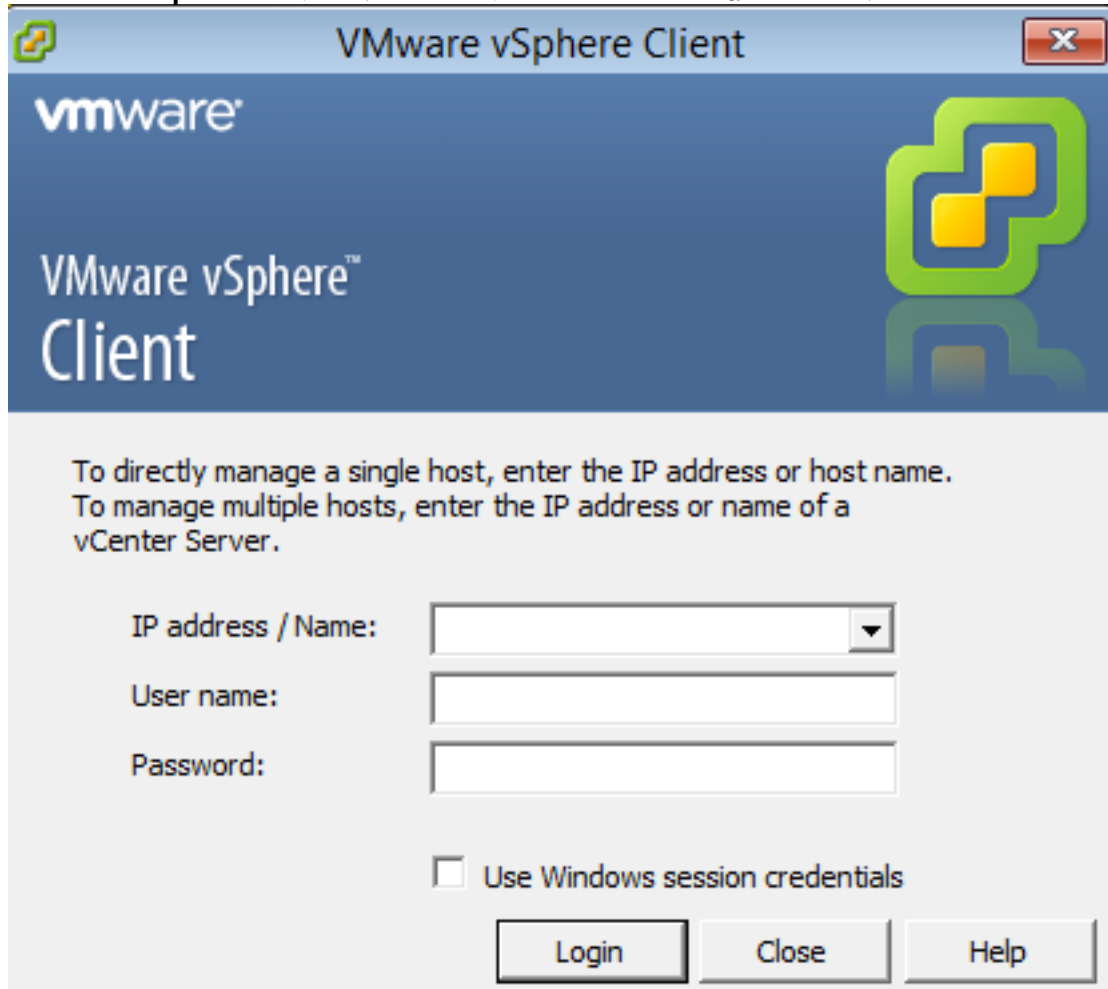 VMware vSphere Client
vmware
VMware vSphere™
Client
To directly manage a single host, enter the IP address or host name.
To manage multiple hosts, enter the IP address or name of a
vCenter Server.
IP address / Name:
User name:
Password:
Use Windows session credentials
Login Close Help